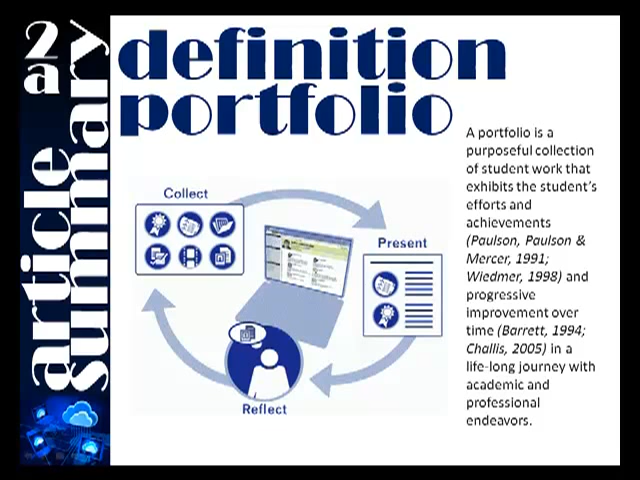 2a
article
summary
definition
portfolio
Collect
Present
Reflect
A portfolio is a
purposeful collection
of student work that
exhibits the student's
efforts and
achievements
(Paulson, Paulson &
Mercer, 1991;
Wiedmer, 1998) and
progressive
improvement over
time (Barrett, 1994;
Challis, 2005) in a
life-long journey with
academic and
professional
endeavors.